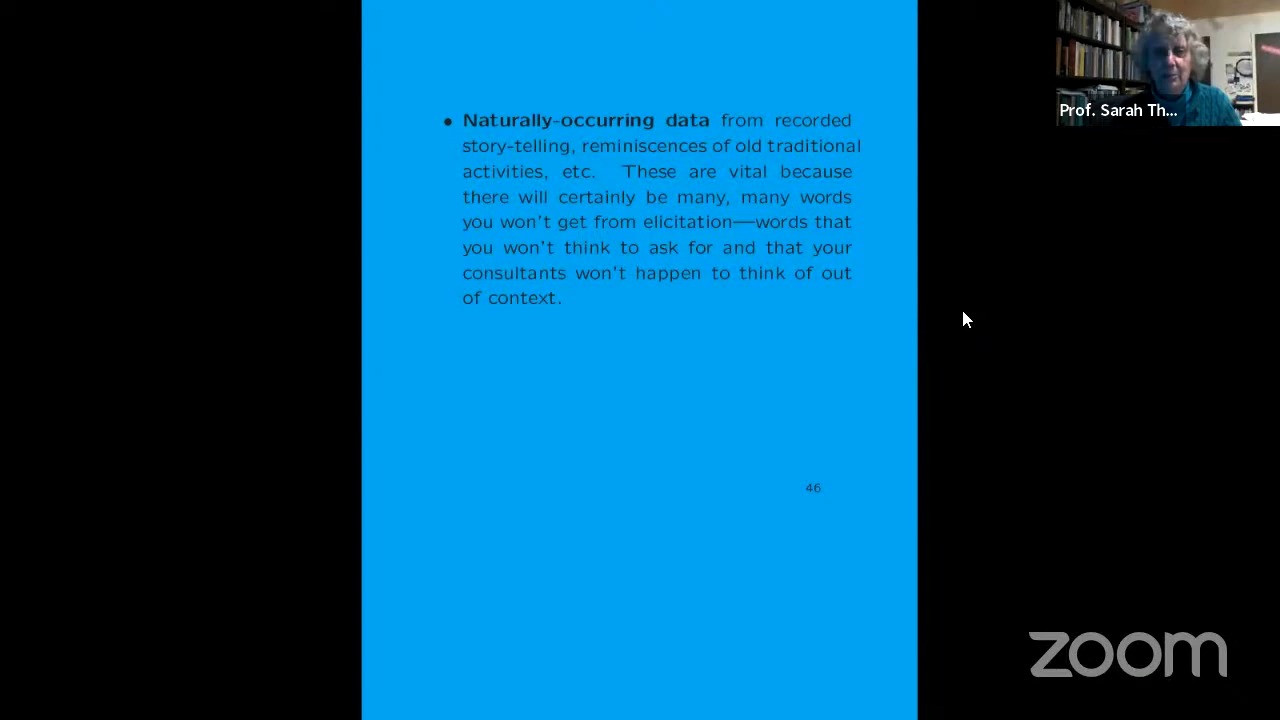 Prof. Sarah Th...
● Naturally-occurring data from recorded
story-telling, reminiscences of old traditional
activities, etc. These are vital because
there will certainly be many, many words
you won't get from elicitation—words that
you won't think to ask for and that your
consultants won't happen to think of out
of context.
46
zoom